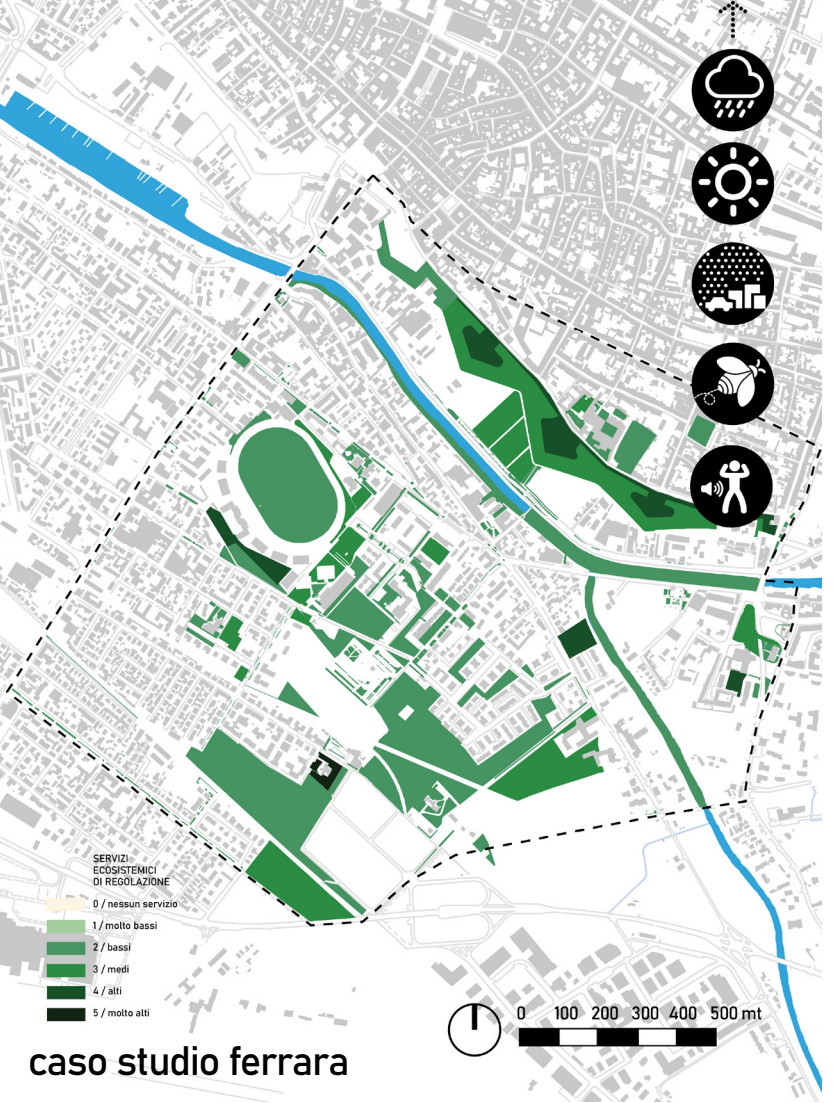 SERVIZI
ECOSISTEMICI
DI REGOLAZIONE
0 / nessun servizio
1 / molto bassi
2 / bassi
3 / medi
4 / alti
5 / molto alti
0 100 200 300 400 500 mt
caso studio ferrara